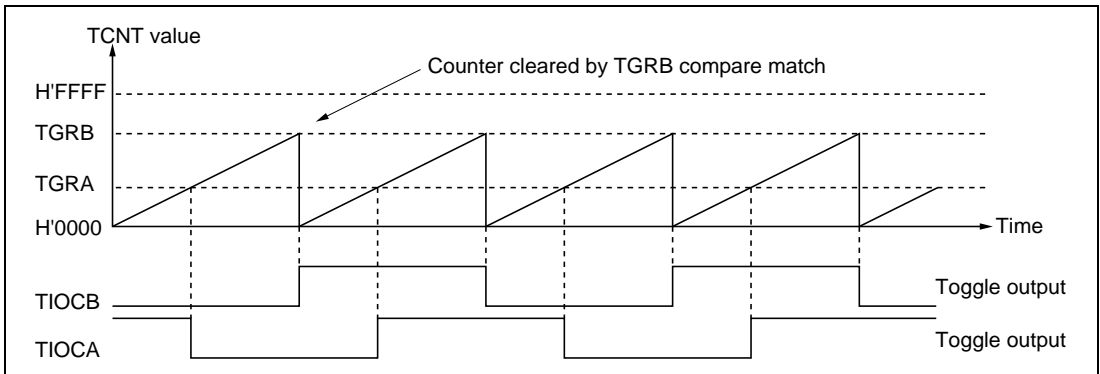 TCNT value
Counter cleared by TGRB compare match
H'FFFF
TGRB
TGRA
H'0000
Time
TIOCB
Toggle output
TIOCA
Toggle output